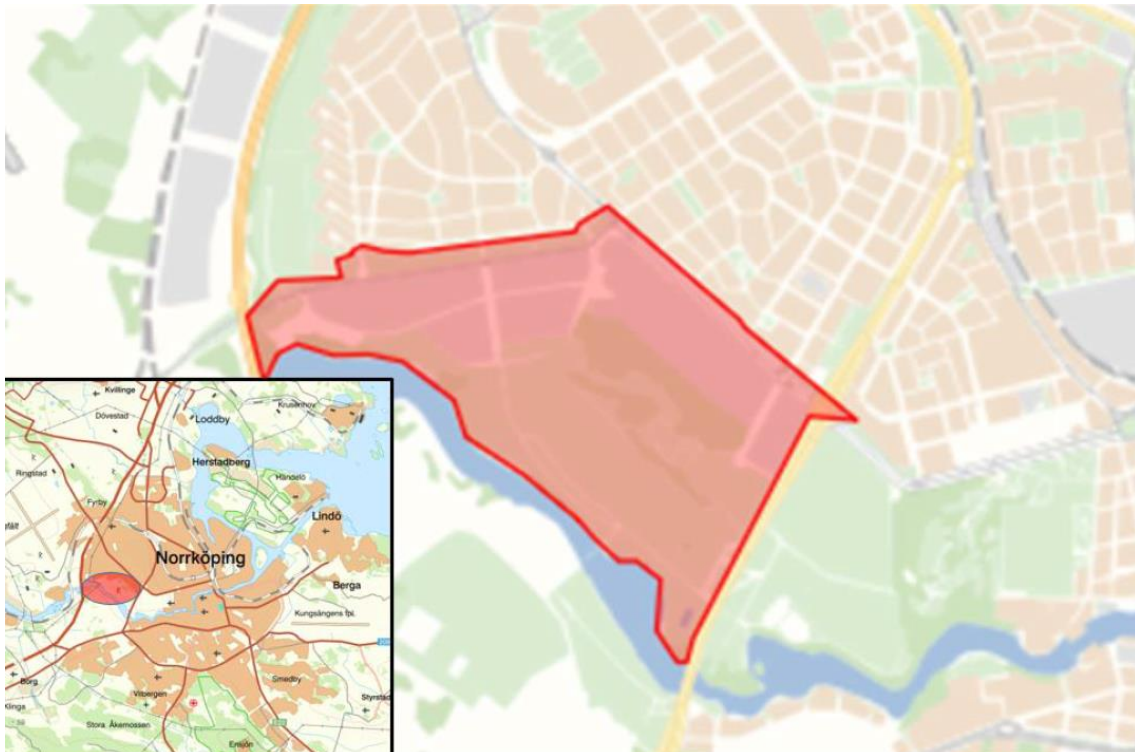 Kvillinge
Dövestad
Krusenhov
Loddby
Herstadberg
Ringstad
Händelö
Fyrby
Lindö
Norrköping
Berga
Kungsängens fpl.
Smedby
Borg
Vilbergen
Styrstad
Klinga
Stora Åkemossen
Ensjön